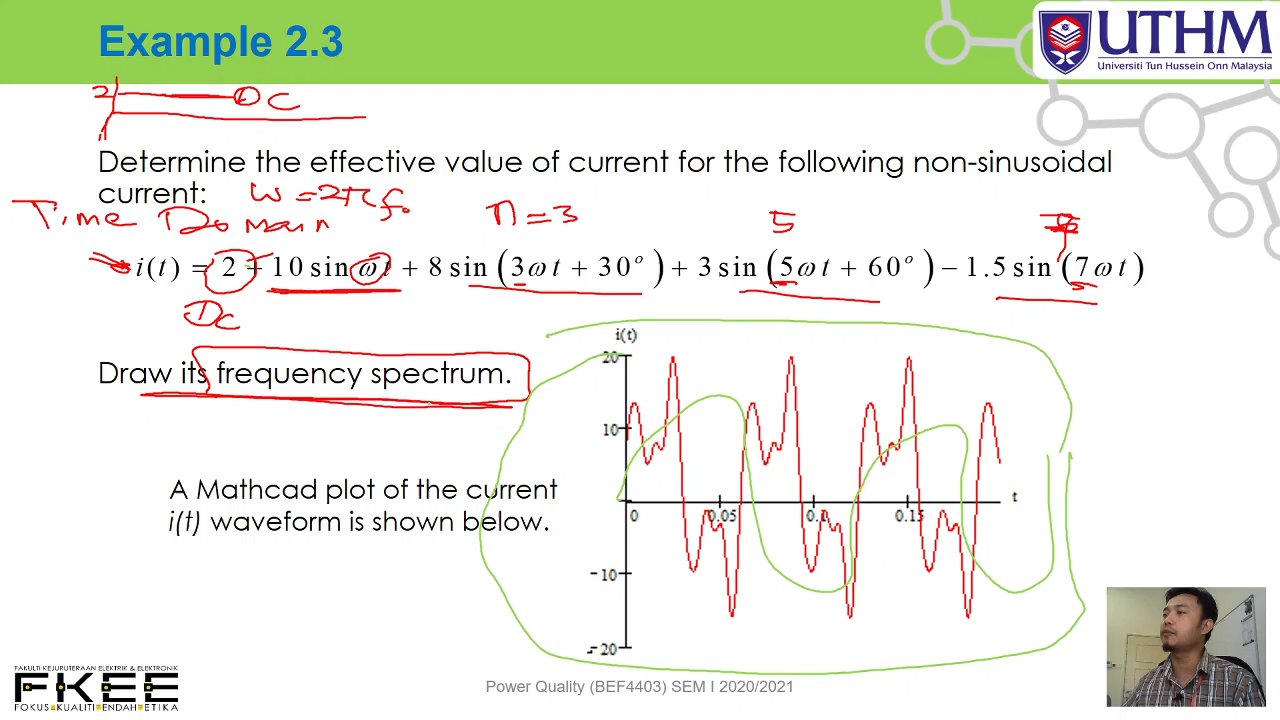 Example 2.3
UTHM
Universiti Tun Hussein Onn Malaysia
2 DC
Determine the effective value of current for the following non-sinusoidal
current: ω = 2πf₀
Time Domain n = 3 5
i(t) = 2 + 10 sin ωt + 8 sin (3ωt + 30°) + 3 sin (5ωt + 60°) − 1.5 sin (7ωt)
Dc
Draw its frequency spectrum.
i(t)
20
10
0 0.05 0.1 0.15 t
-10
-20
A Mathcad plot of the current
i(t) waveform is shown below.
FAKULTI KEJURUTERAAN ELEKTRIK & ELEKTRONIK
FKEE
FOKUS KUALITI ENDAH ETIKA
Power Quality (BEF4403) SEM I 2020/2021